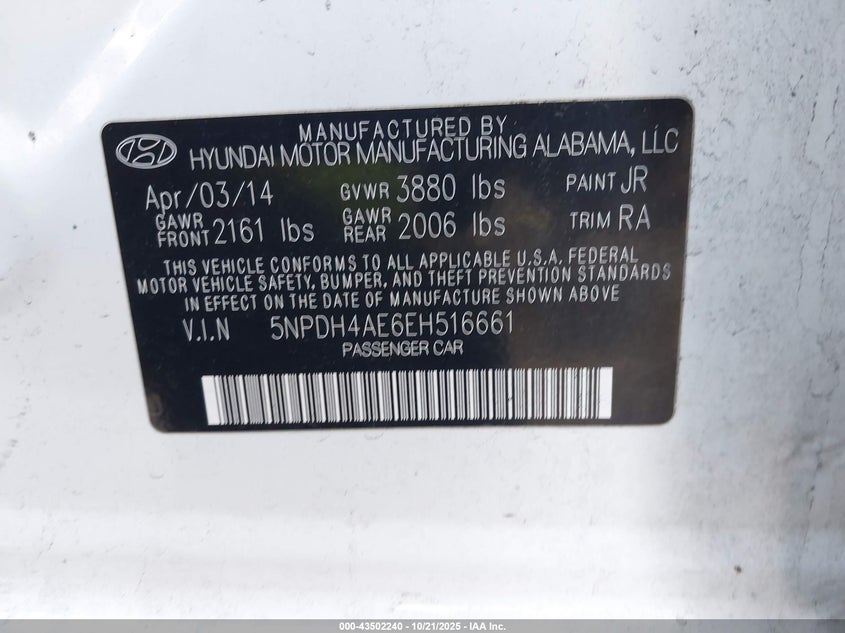 MANUFACTURED BY
HYUNDAI MOTOR MANUFACTURING ALABAMA, LLC
Apr/03/14 GVWR 3880 lbs PAINT JR
GAWR FRONT 2161 lbs GAWR REAR 2006 lbs TRIM RA
THIS VEHICLE CONFORMS TO ALL APPLICABLE U.S.A. FEDERAL
MOTOR VEHICLE SAFETY, BUMPER, AND THEFT PREVENTION STANDARDS
IN EFFECT ON THE DATE OF MANUFACTURE SHOWN ABOVE
V.I.N 5NPDH4AE6EH516661
PASSENGER CAR
000-43502240 - 10/21/2025 - IAA Inc.